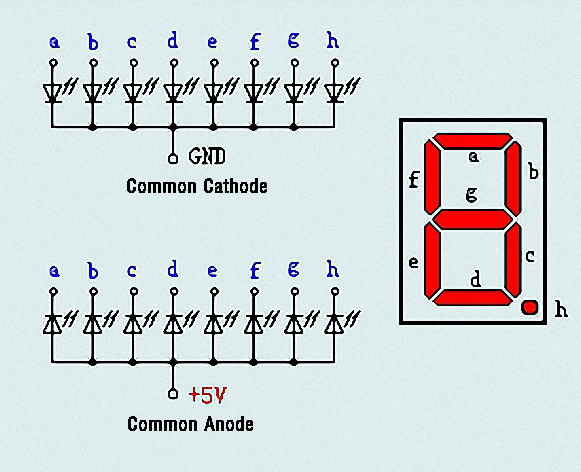 a b c d e f g h
GND
Common Cathode
a
b
f
g
e
c
d
h
a b c d e f g h
+5V
Common Anode